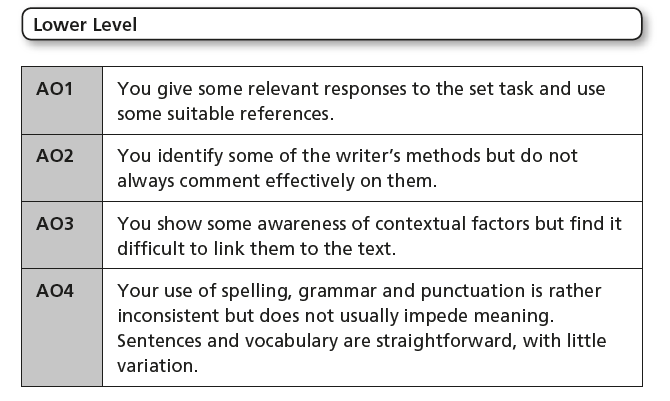 Lower Level
AO1
You give some relevant responses to the set task and use
some suitable references.
AO2
You identify some of the writer's methods but do not
always comment effectively on them.
AO3
You show some awareness of contextual factors but find it
difficult to link them to the text.
AO4
Your use of spelling, grammar and punctuation is rather
inconsistent but does not usually impede meaning.
Sentences and vocabulary are straightforward, with little
variation.